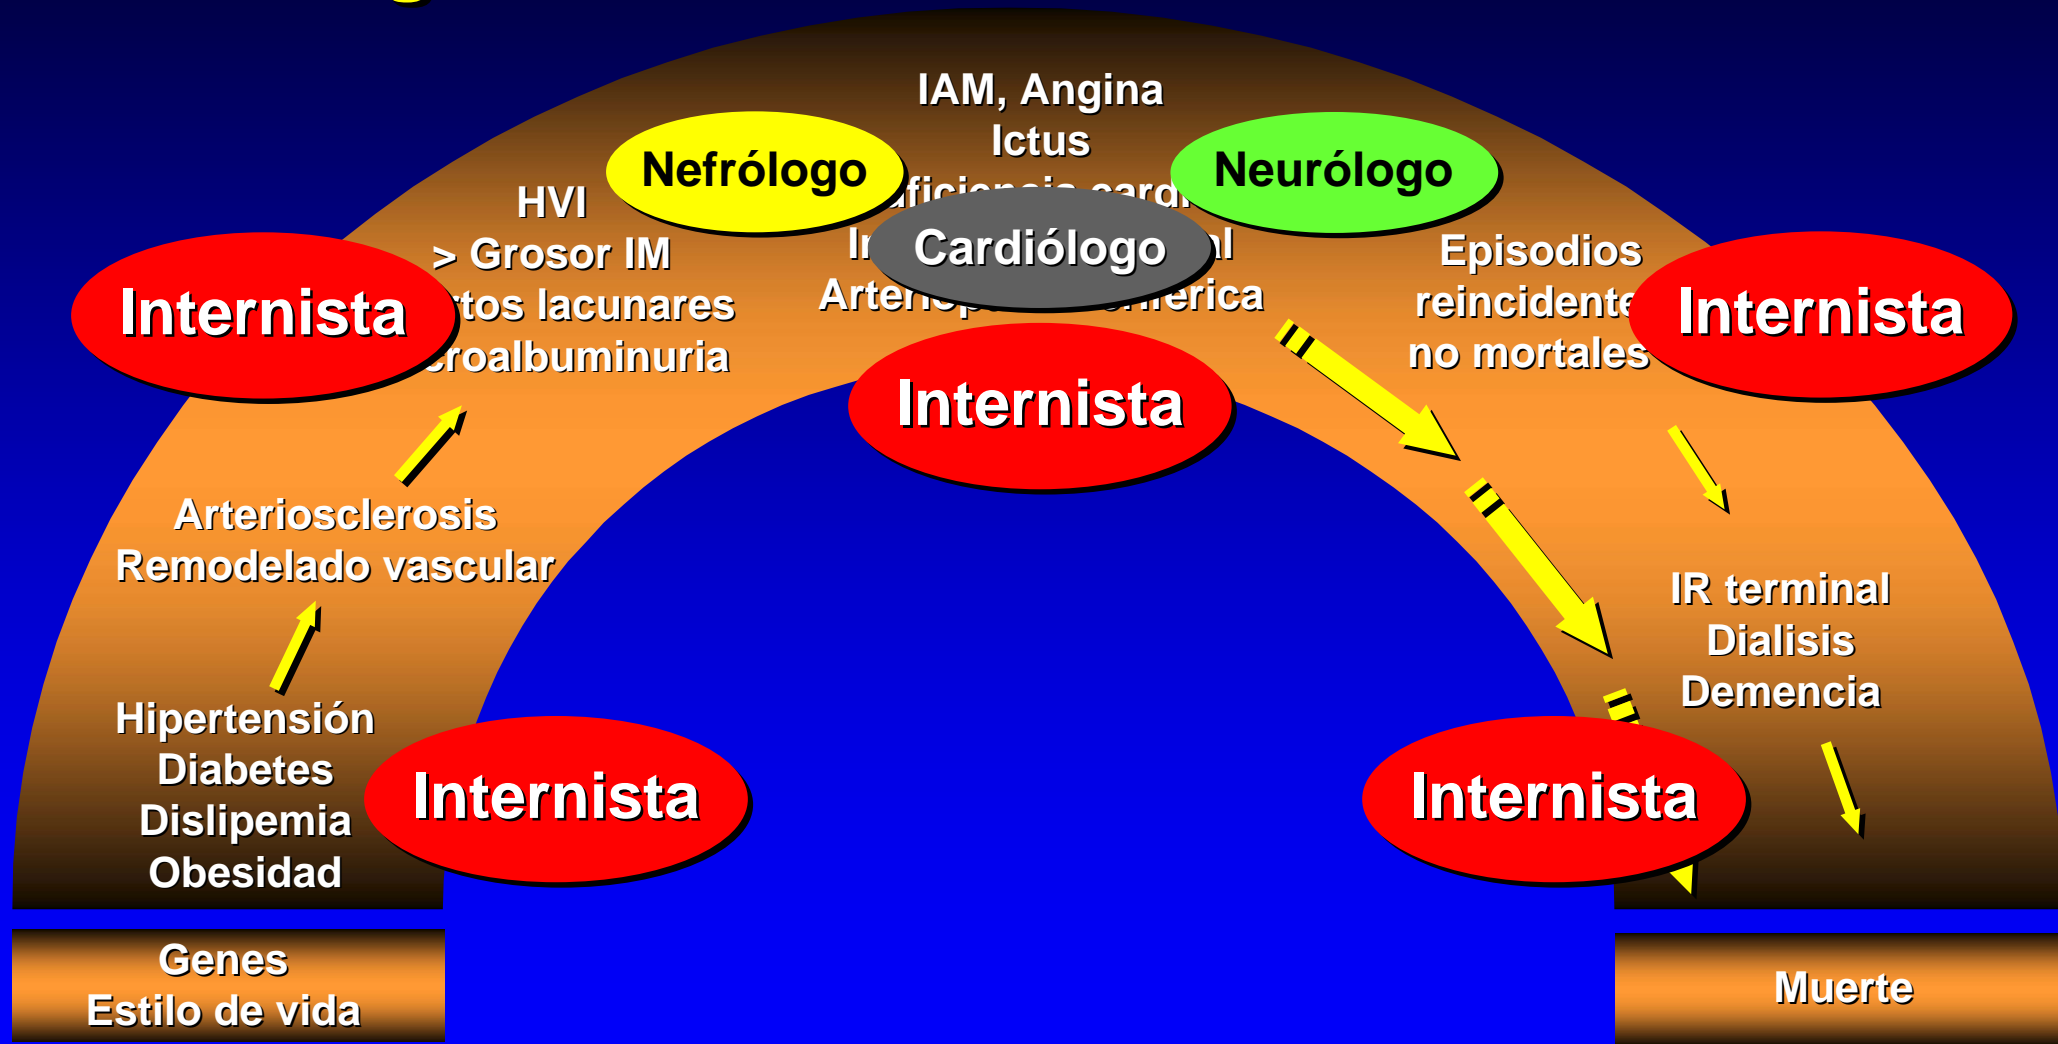 IAM, Angina
Ictus
Nefrólogo
Neurólogo
Cardiólogo
HVI
> Grosor IM
lacunares
Internista
Episodios
no mortales
Internista
Internista
Arteriosclerosis
Remodelado vascular
IR terminal
Dialisis
Demencia
Hipertensión
Diabetes
Dislipemia
Obesidad
Internista
Internista
Genes
Estilo de vida
Muerte